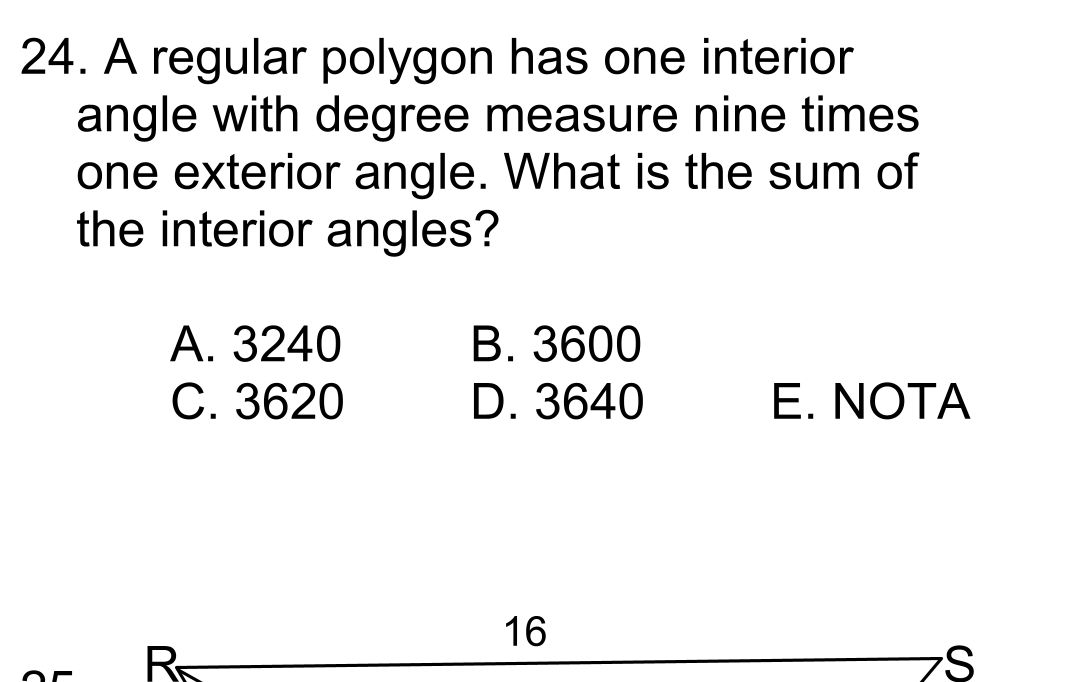 24. A regular polygon has one interior
angle with degree measure nine times
one exterior angle. What is the sum of
the interior angles?
A. 3240 B. 3600
C. 3620 D. 3640 E. NOTA
16
R S